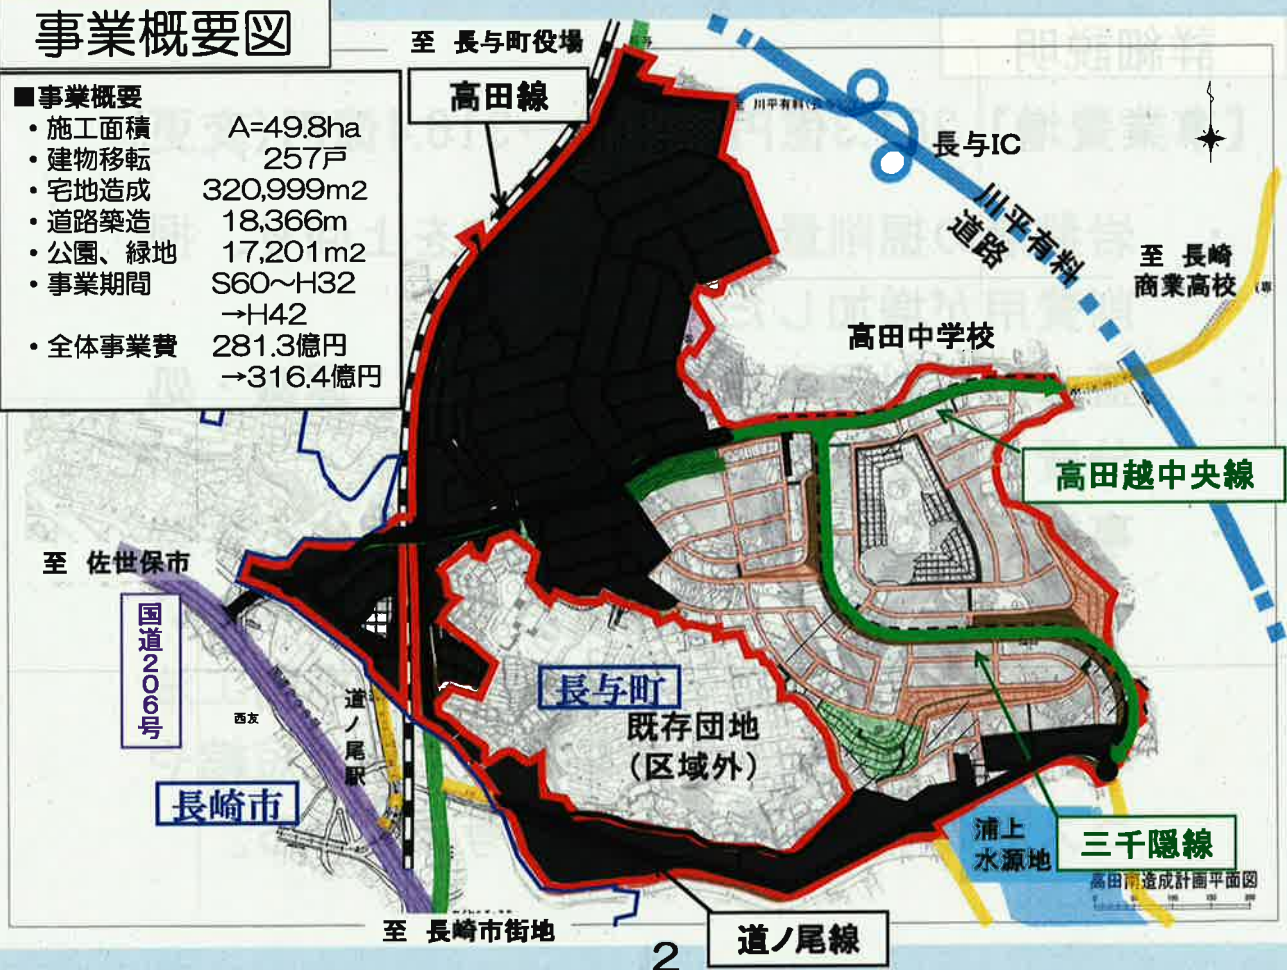 事業概要図
■事業概要
・施工面積 A=49.8ha
・建物移転 257戸
・宅地造成 320,999m2
・道路築造 18,366m
・公園、緑地 17,201m2
・事業期間 S60〜H32
→H42
・全体事業費 281.3億円
→316.4億円
至 長与町役場
高田線
長与IC
川平有料
道路
至 長崎
商業高校
高田中学校
高田越中央線
至 佐世保市
国道206号
西友
道ノ尾駅
長崎市
長与町
既存団地
(区域外)
浦上
水源地
三千隠線
高田南造成計画平面図
至 長崎市街地
道ノ尾線
2